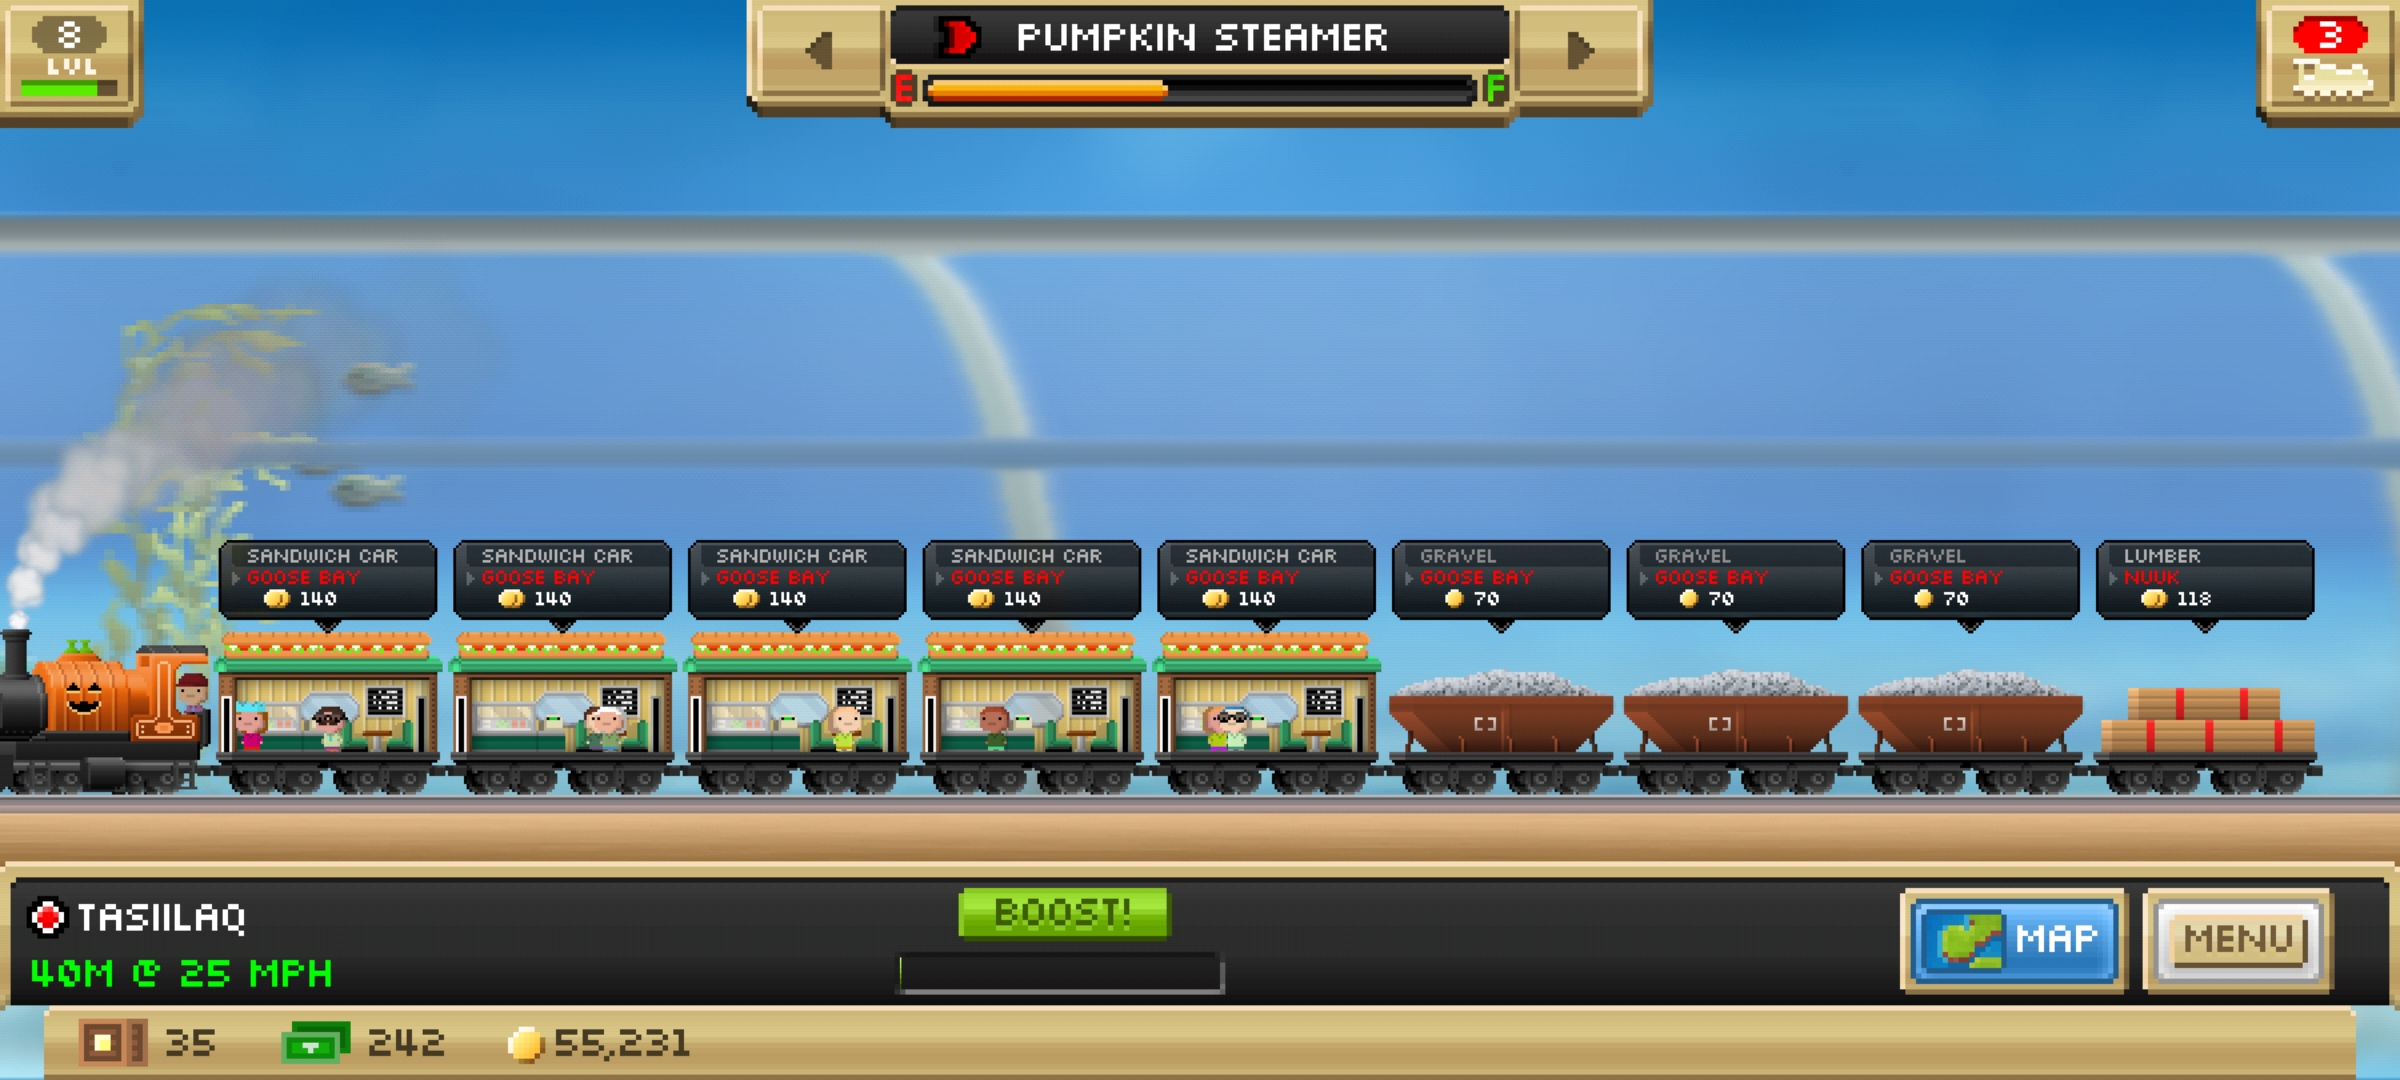 8
LVL
PUMPKIN STEAMER
E F
3
SANDWICH CAR
GOOSE BAY
140
SANDWICH CAR
GOOSE BAY
140
SANDWICH CAR
GOOSE BAY
140
SANDWICH CAR
GOOSE BAY
140
SANDWICH CAR
GOOSE BAY
140
GRAVEL
GOOSE BAY
70
GRAVEL
GOOSE BAY
70
GRAVEL
GOOSE BAY
70
LUMBER
NUUK
118
TASIILAQ
40M @ 25 MPH
BOOST!
MAP
MENU
35
242
55,231